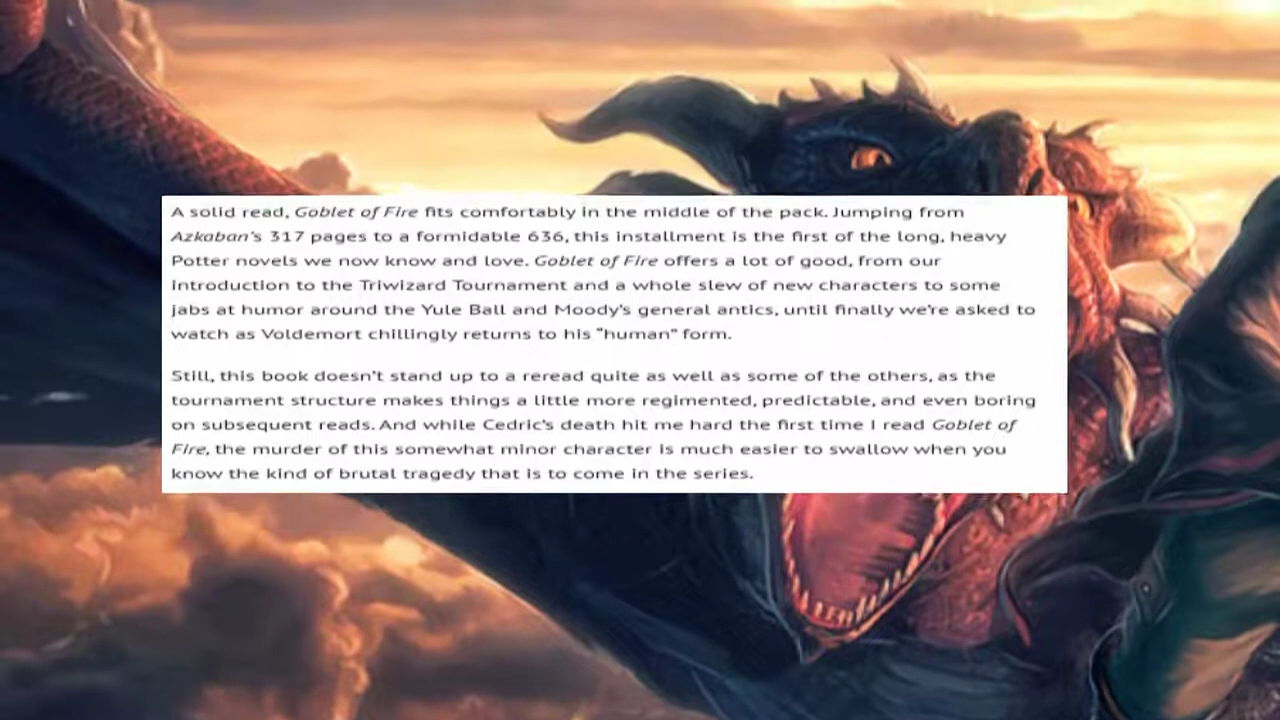 A solid read, Goblet of Fire fits comfortably in the middle of the pack. Jumping from
Azkaban's 317 pages to a formidable 636, this installment is the first of the long, heavy
Potter novels we now know and love. Goblet of Fire offers a lot of good, from our
introduction to the Triwizard Tournament and a whole slew of new characters to some
jabs at humor around the Yule Ball and Moody's general antics, until finally we're asked to
watch as Voldemort chillingly returns to his "human" form.
Still, this book doesn't stand up to a reread quite as well as some of the others, as the
tournament structure makes things a little more regimented, predictable, and even boring
on subsequent reads. And while Cedric's death hit me hard the first time I read Goblet of
Fire, the murder of this somewhat minor character is much easier to swallow when you
know the kind of brutal tragedy that is to come in the series.